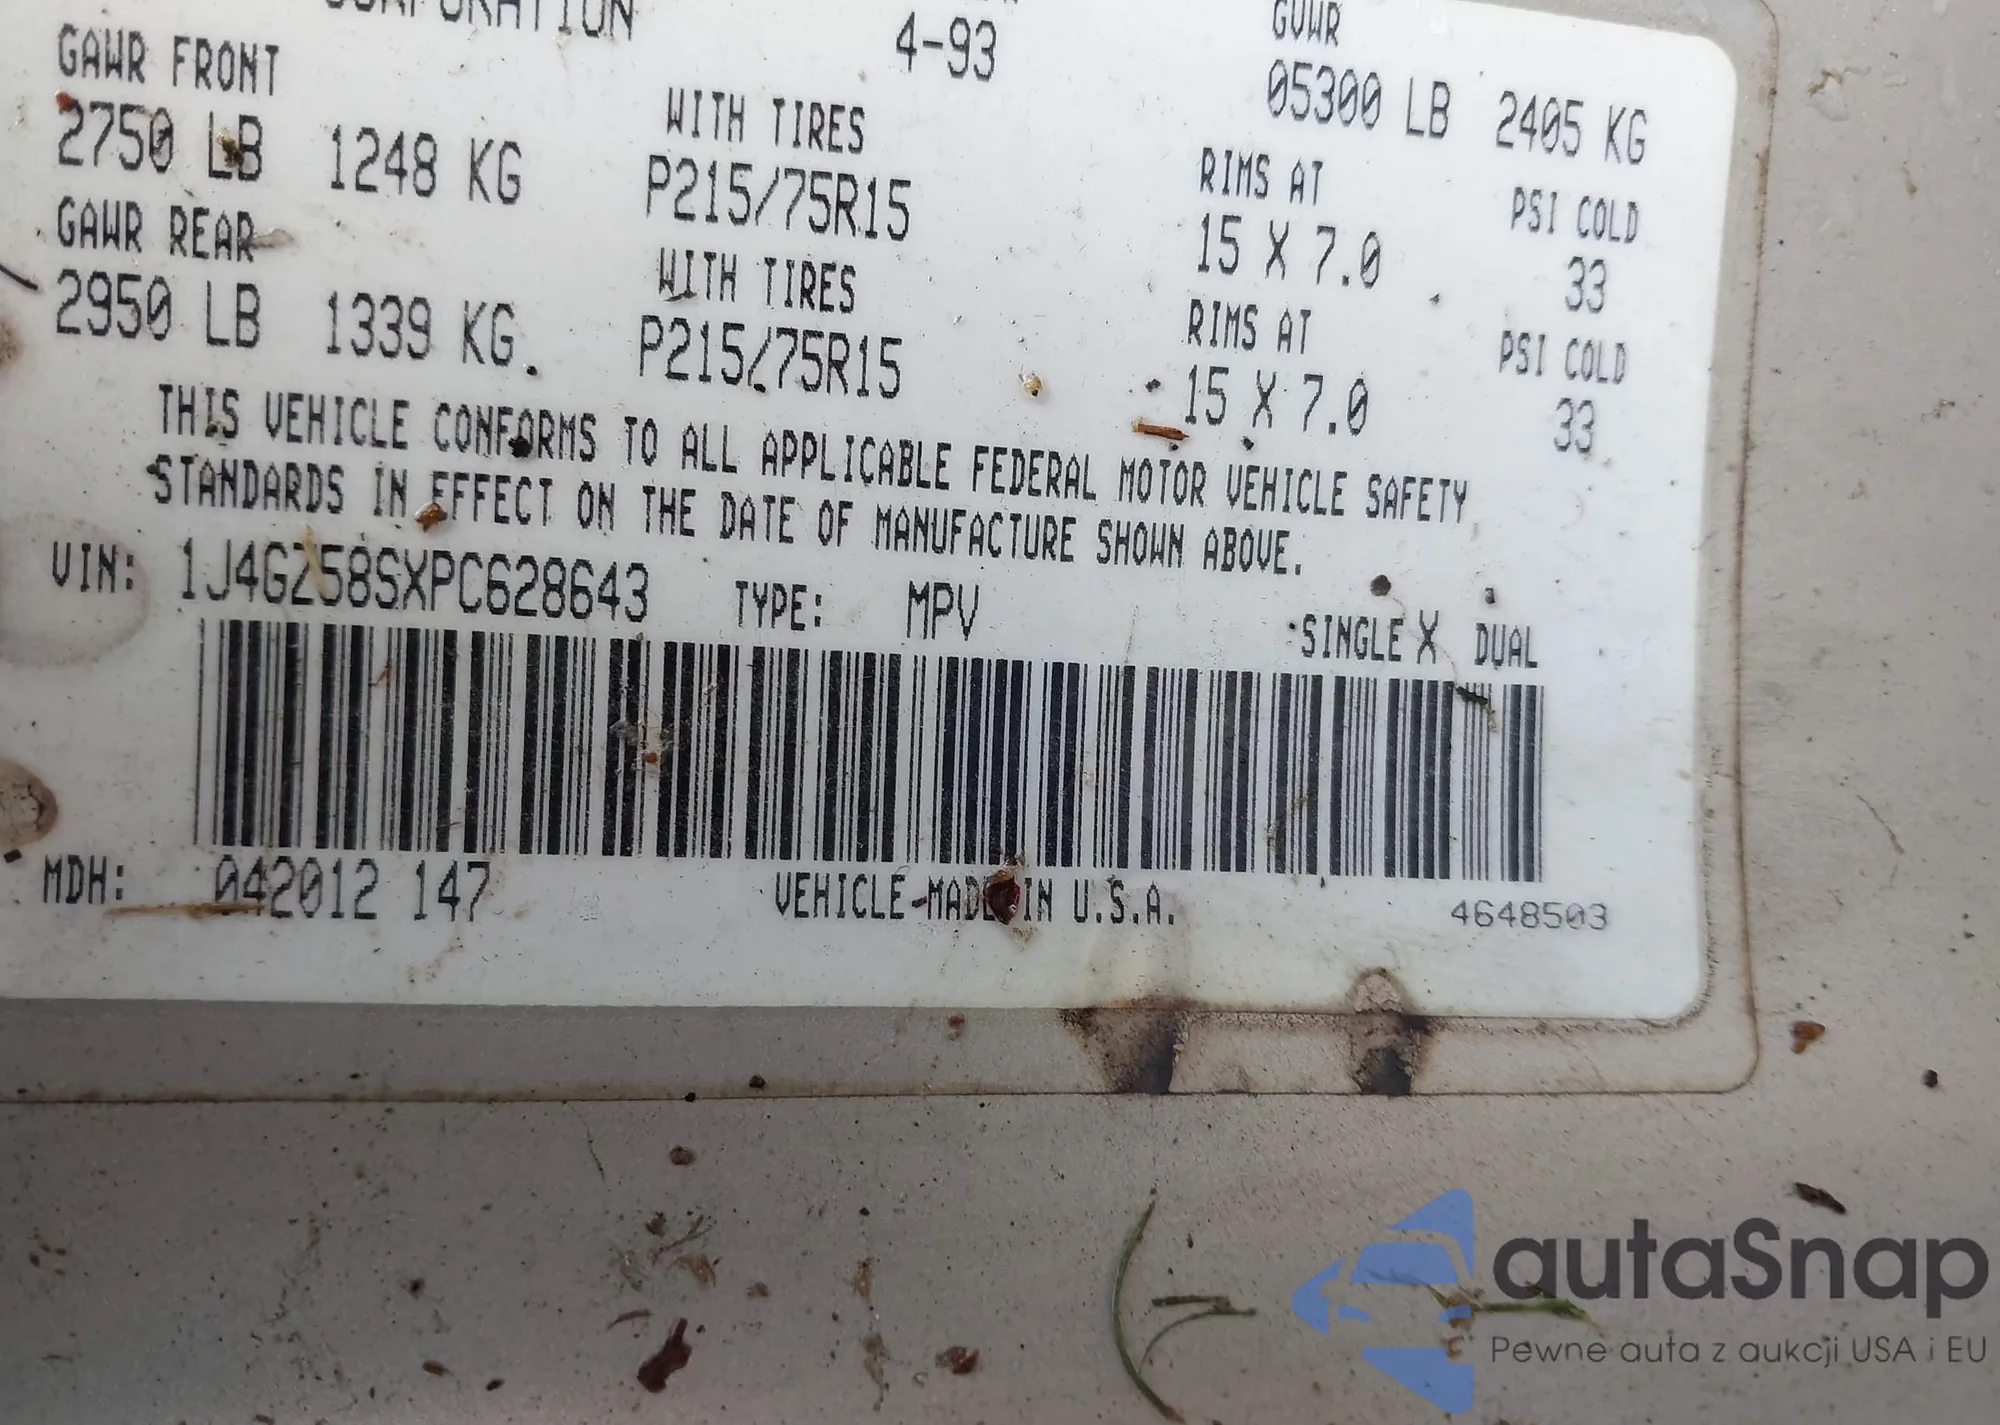 CORPORATION 4-93 GVWR
GAWR FRONT 05300 LB 2405 KG
2750 LB 1248 KG WITH TIRES RIMS AT PSI COLD
P215/75R15 15 X 7.0 33
GAWR REAR WITH TIRES RIMS AT PSI COLD
2950 LB 1339 KG P215/75R15 15 X 7.0 33
THIS VEHICLE CONFORMS TO ALL APPLICABLE FEDERAL MOTOR VEHICLE SAFETY
STANDARDS IN EFFECT ON THE DATE OF MANUFACTURE SHOWN ABOVE.
VIN: 1J4GZ58SXPC628643 TYPE: MPV SINGLE X DUAL
MDH: 042012 147 VEHICLE MADE IN U.S.A. 4648503
autaSnap
Pewne auta z aukcji USA i EU